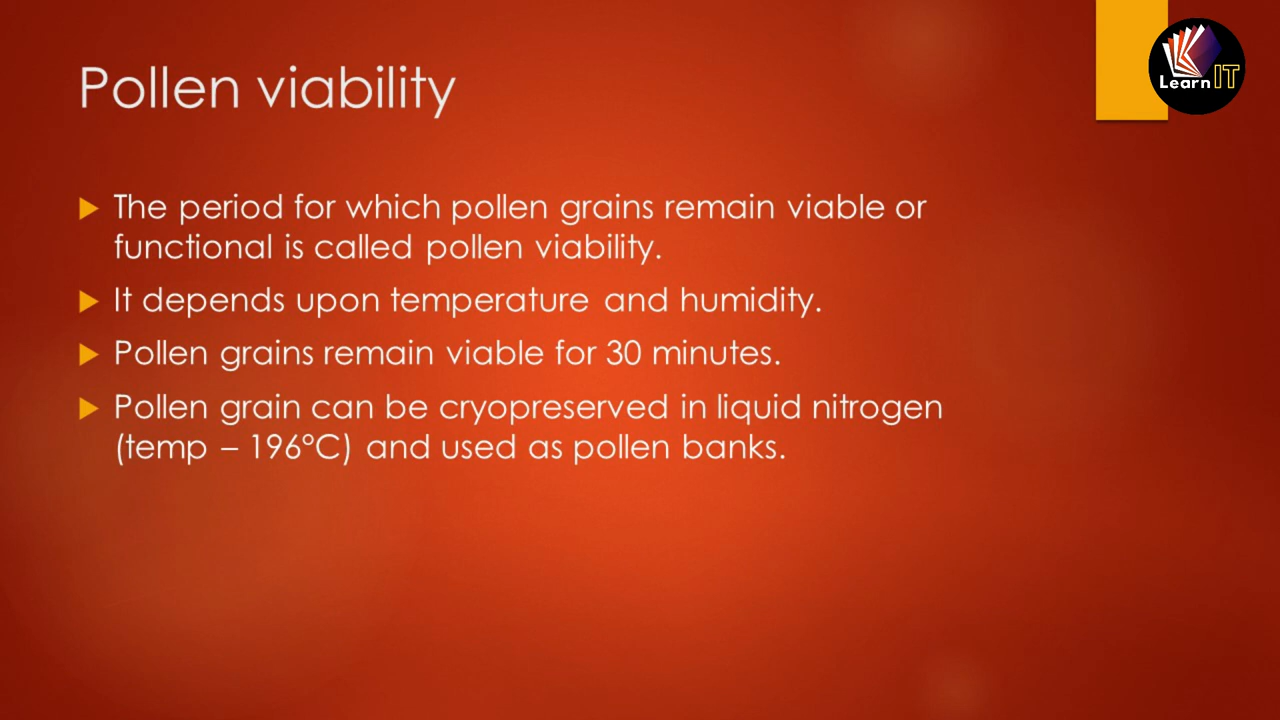 Pollen viability
LearnIT
The period for which pollen grains remain viable or
functional is called pollen viability.
It depends upon temperature and humidity.
Pollen grains remain viable for 30 minutes.
Pollen grain can be cryopreserved in liquid nitrogen
(temp – 196°C) and used as pollen banks.